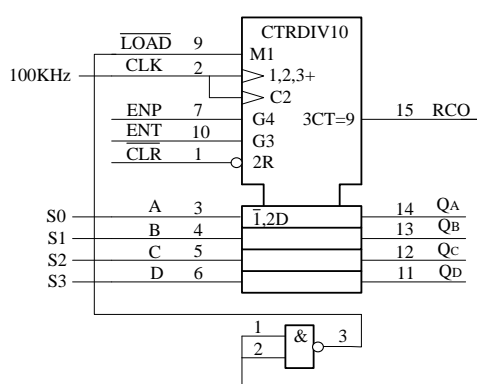 CTRDIV10
LOAD 9 M1
100KHz CLK 2 1,2,3+
C2
ENP 7 G4 3CT=9 15 RCO
ENT 10 G3
CLR 1 2R
S0 A 3 1,2D 14 QA
S1 B 4 13 QB
S2 C 5 12 QC
S3 D 6 11 QD
1 & 3
2